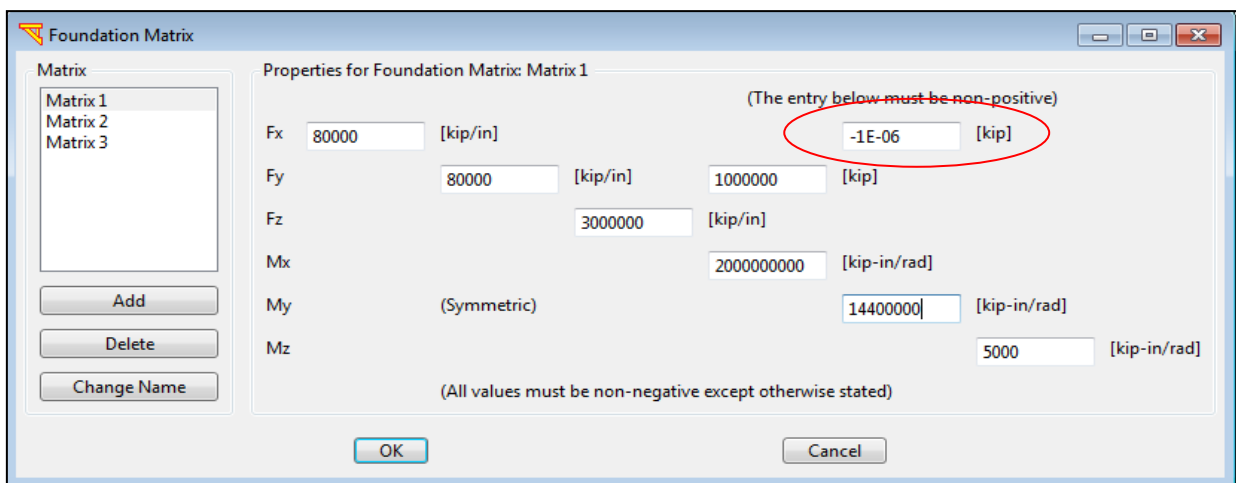 Foundation Matrix
Matrix
Matrix 1
Matrix 2
Matrix 3
Add
Delete
Change Name
Properties for Foundation Matrix: Matrix 1
(The entry below must be non-positive)
Fx 80000 [kip/in] -1E-06 [kip]
Fy 80000 [kip/in] 1000000 [kip]
Fz 3000000 [kip/in]
Mx 2000000000 [kip-in/rad]
My (Symmetric) 14400000 [kip-in/rad]
Mz 5000 [kip-in/rad]
(All values must be non-negative except otherwise stated)
OK Cancel